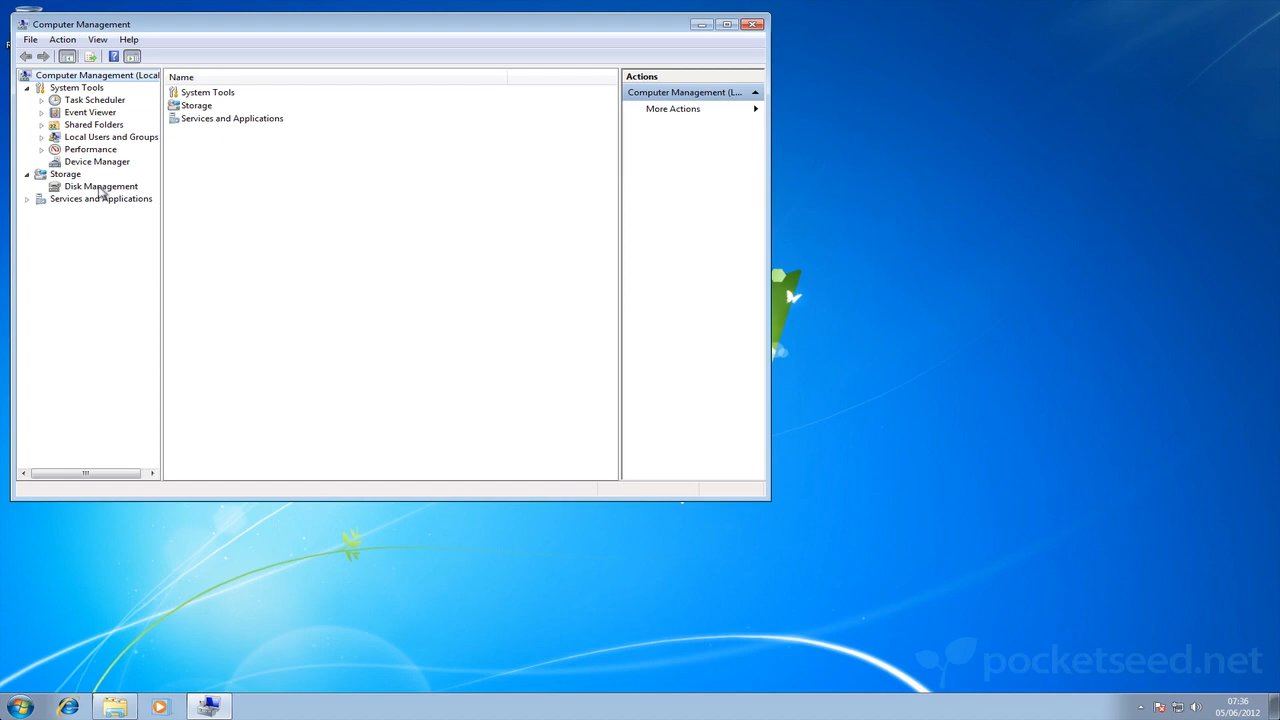 Computer Management
File Action View Help
Computer Management (Local
System Tools
Task Scheduler
Event Viewer
Shared Folders
Local Users and Groups
Performance
Device Manager
Storage
Disk Management
Services and Applications
Name
System Tools
Storage
Services and Applications
Actions
Computer Management (L...
More Actions
pocketseed.net
07:36
05/06/2012